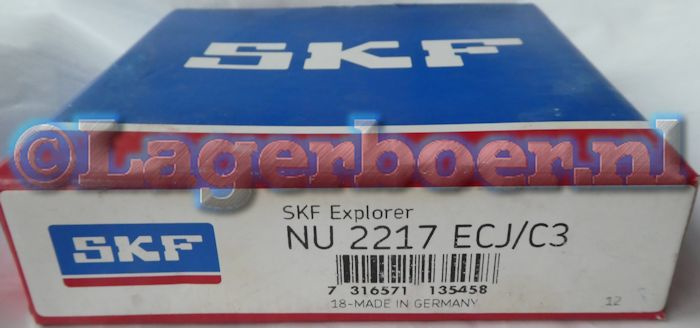 SKF
©Lagerboer.nl
SKF Explorer
SKF
NU 2217 ECJ/C3
7 316571 135458
18-MADE IN GERMANY
12